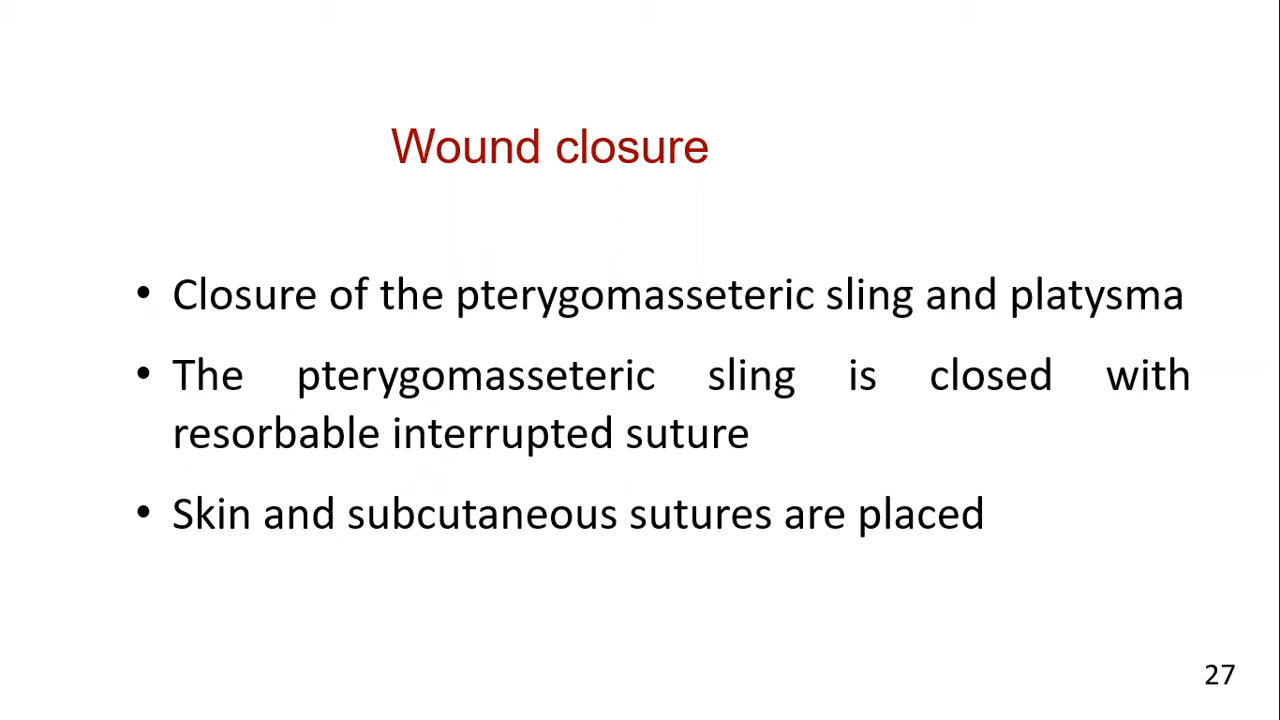 Wound closure
• Closure of the pterygomasseteric sling and platysma
• The pterygomasseteric sling is closed with
resorbable interrupted suture
• Skin and subcutaneous sutures are placed
27